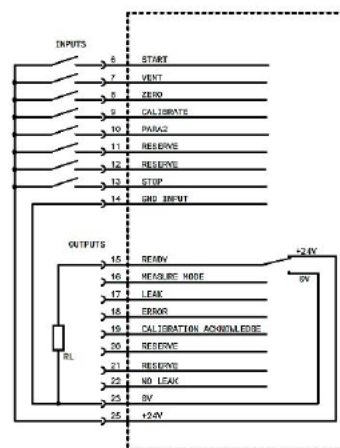 INPUTS
6 START
7 VENT
8 ZERO
9 CALIBRATE
10 PARA2
11 RESERVE
12 RESERVE
13 STOP
14 GND INPUT
OUTPUTS
15 READY
+24V
16 MEASURE MODE
0V
17 LEAK
18 ERROR
19 CALIBRATION ACKNOWLEDGE
20 RESERVE
RL
21 RESERVE
22 NO LEAK
23 0V
25 +24V